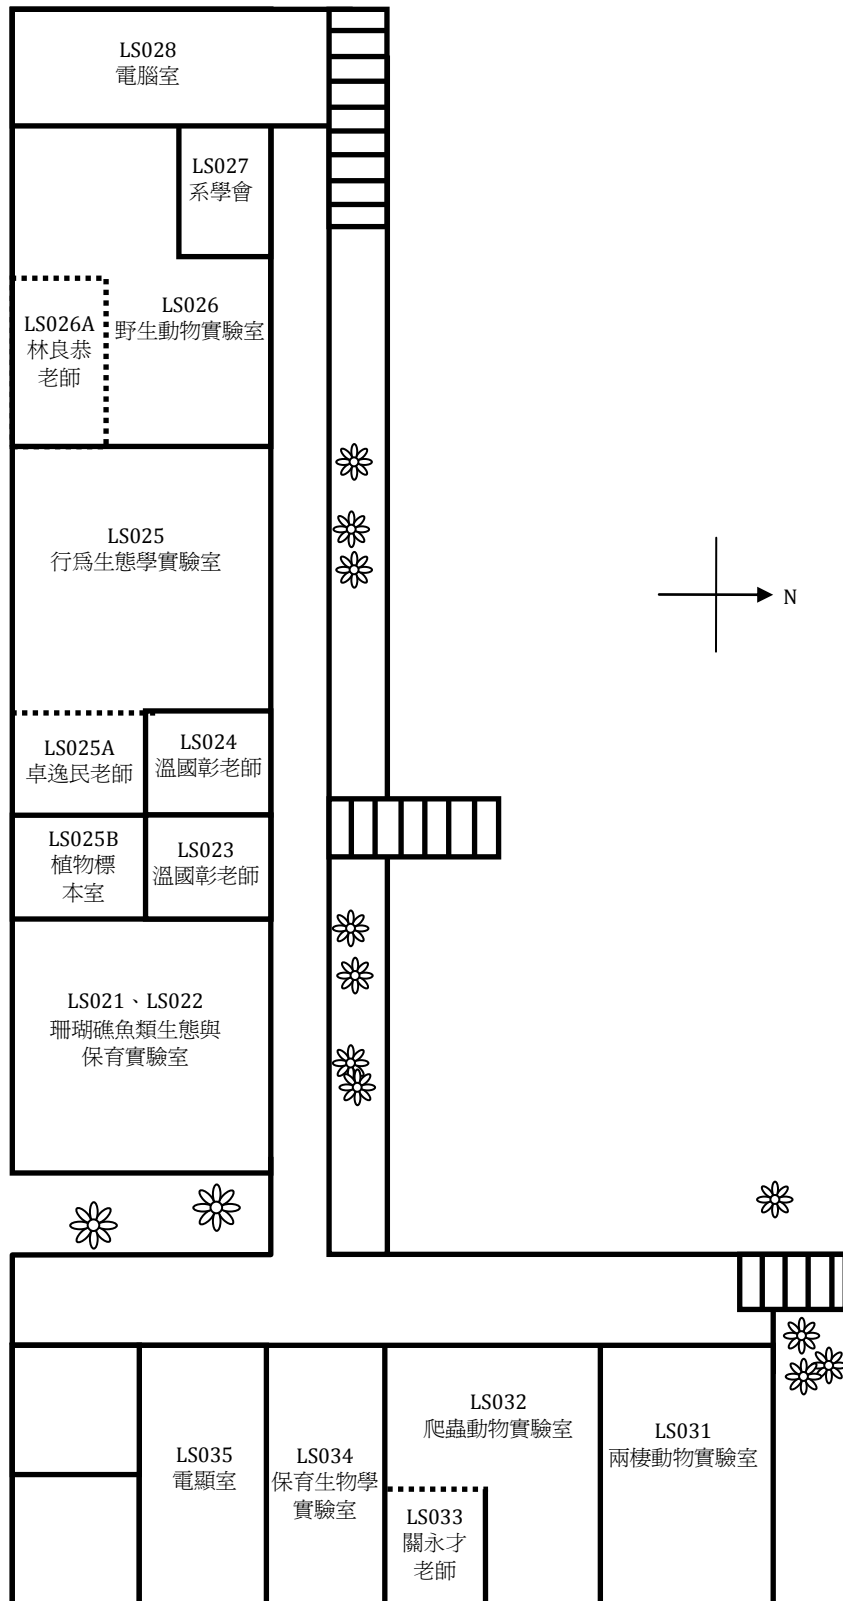 LS028
電腦室
LS027
系學會
LS026
野生動物實驗室
LS026A
林良恭
老師
LS025
行為生態學實驗室
N
LS025A
卓逸民老師
LS024
溫國彰老師
LS025B
植物標
本室
LS023
溫國彰老師
LS021、LS022
珊瑚礁魚類生態與
保育實驗室
LS035
電顯室
LS034
保育生物學
實驗室
LS032
爬蟲動物實驗室
LS033
關永才
老師
LS031
兩棲動物實驗室